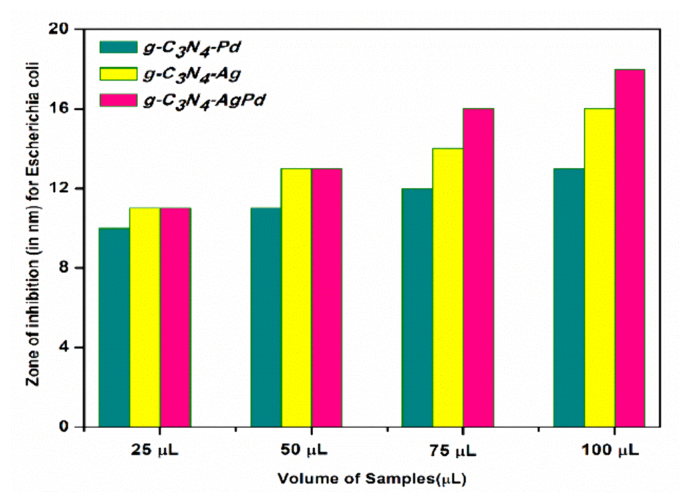 g-C3N4-Pd
g-C3N4-Ag
g-C3N4-AgPd
Zone of inhibition (in nm) for Escherichia coli
20
16
12
8
4
0
25 µL 50 µL 75 µL 100 µL
Volume of Samples(µL)